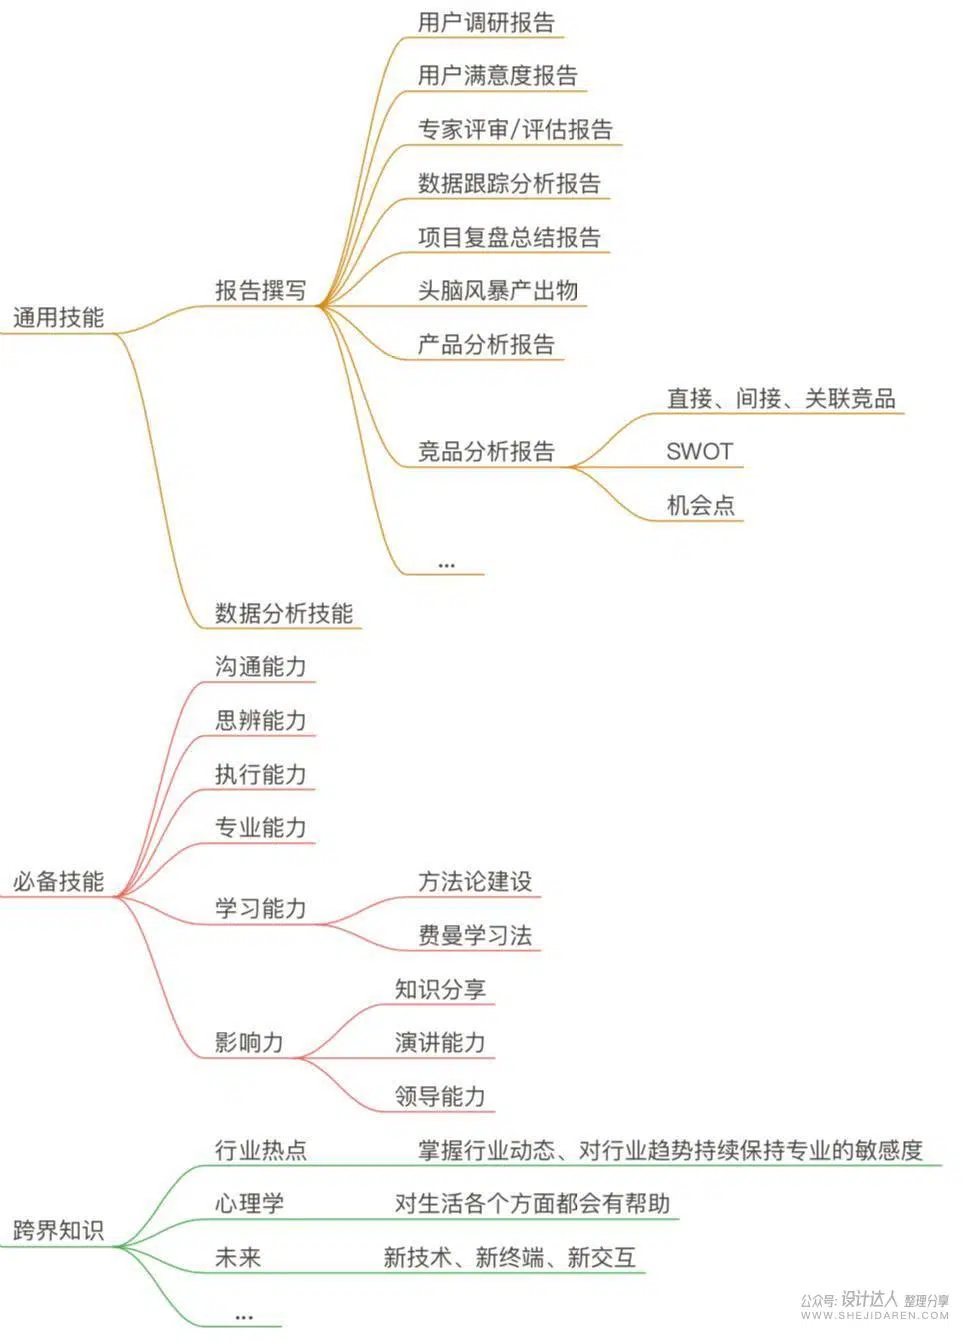 用户调研报告
用户满意度报告
专家评审/评估报告
数据跟踪分析报告
项目复盘总结报告
报告撰写
头脑风暴产出物
通用技能
产品分析报告
直接、间接、关联竞品
竞品分析报告
SWOT
机会点
...
数据分析技能
沟通能力
思辨能力
执行能力
专业能力
必备技能
方法论建设
学习能力
费曼学习法
知识分享
影响力
演讲能力
领导能力
行业热点 掌握行业动态、对行业趋势持续保持专业的敏感度
心理学 对生活各个方面都会有帮助
跨界知识
未来 新技术、新终端、新交互
...
公众号: 设计达人 整理分享
WWW.SHEJIDAREN.COM